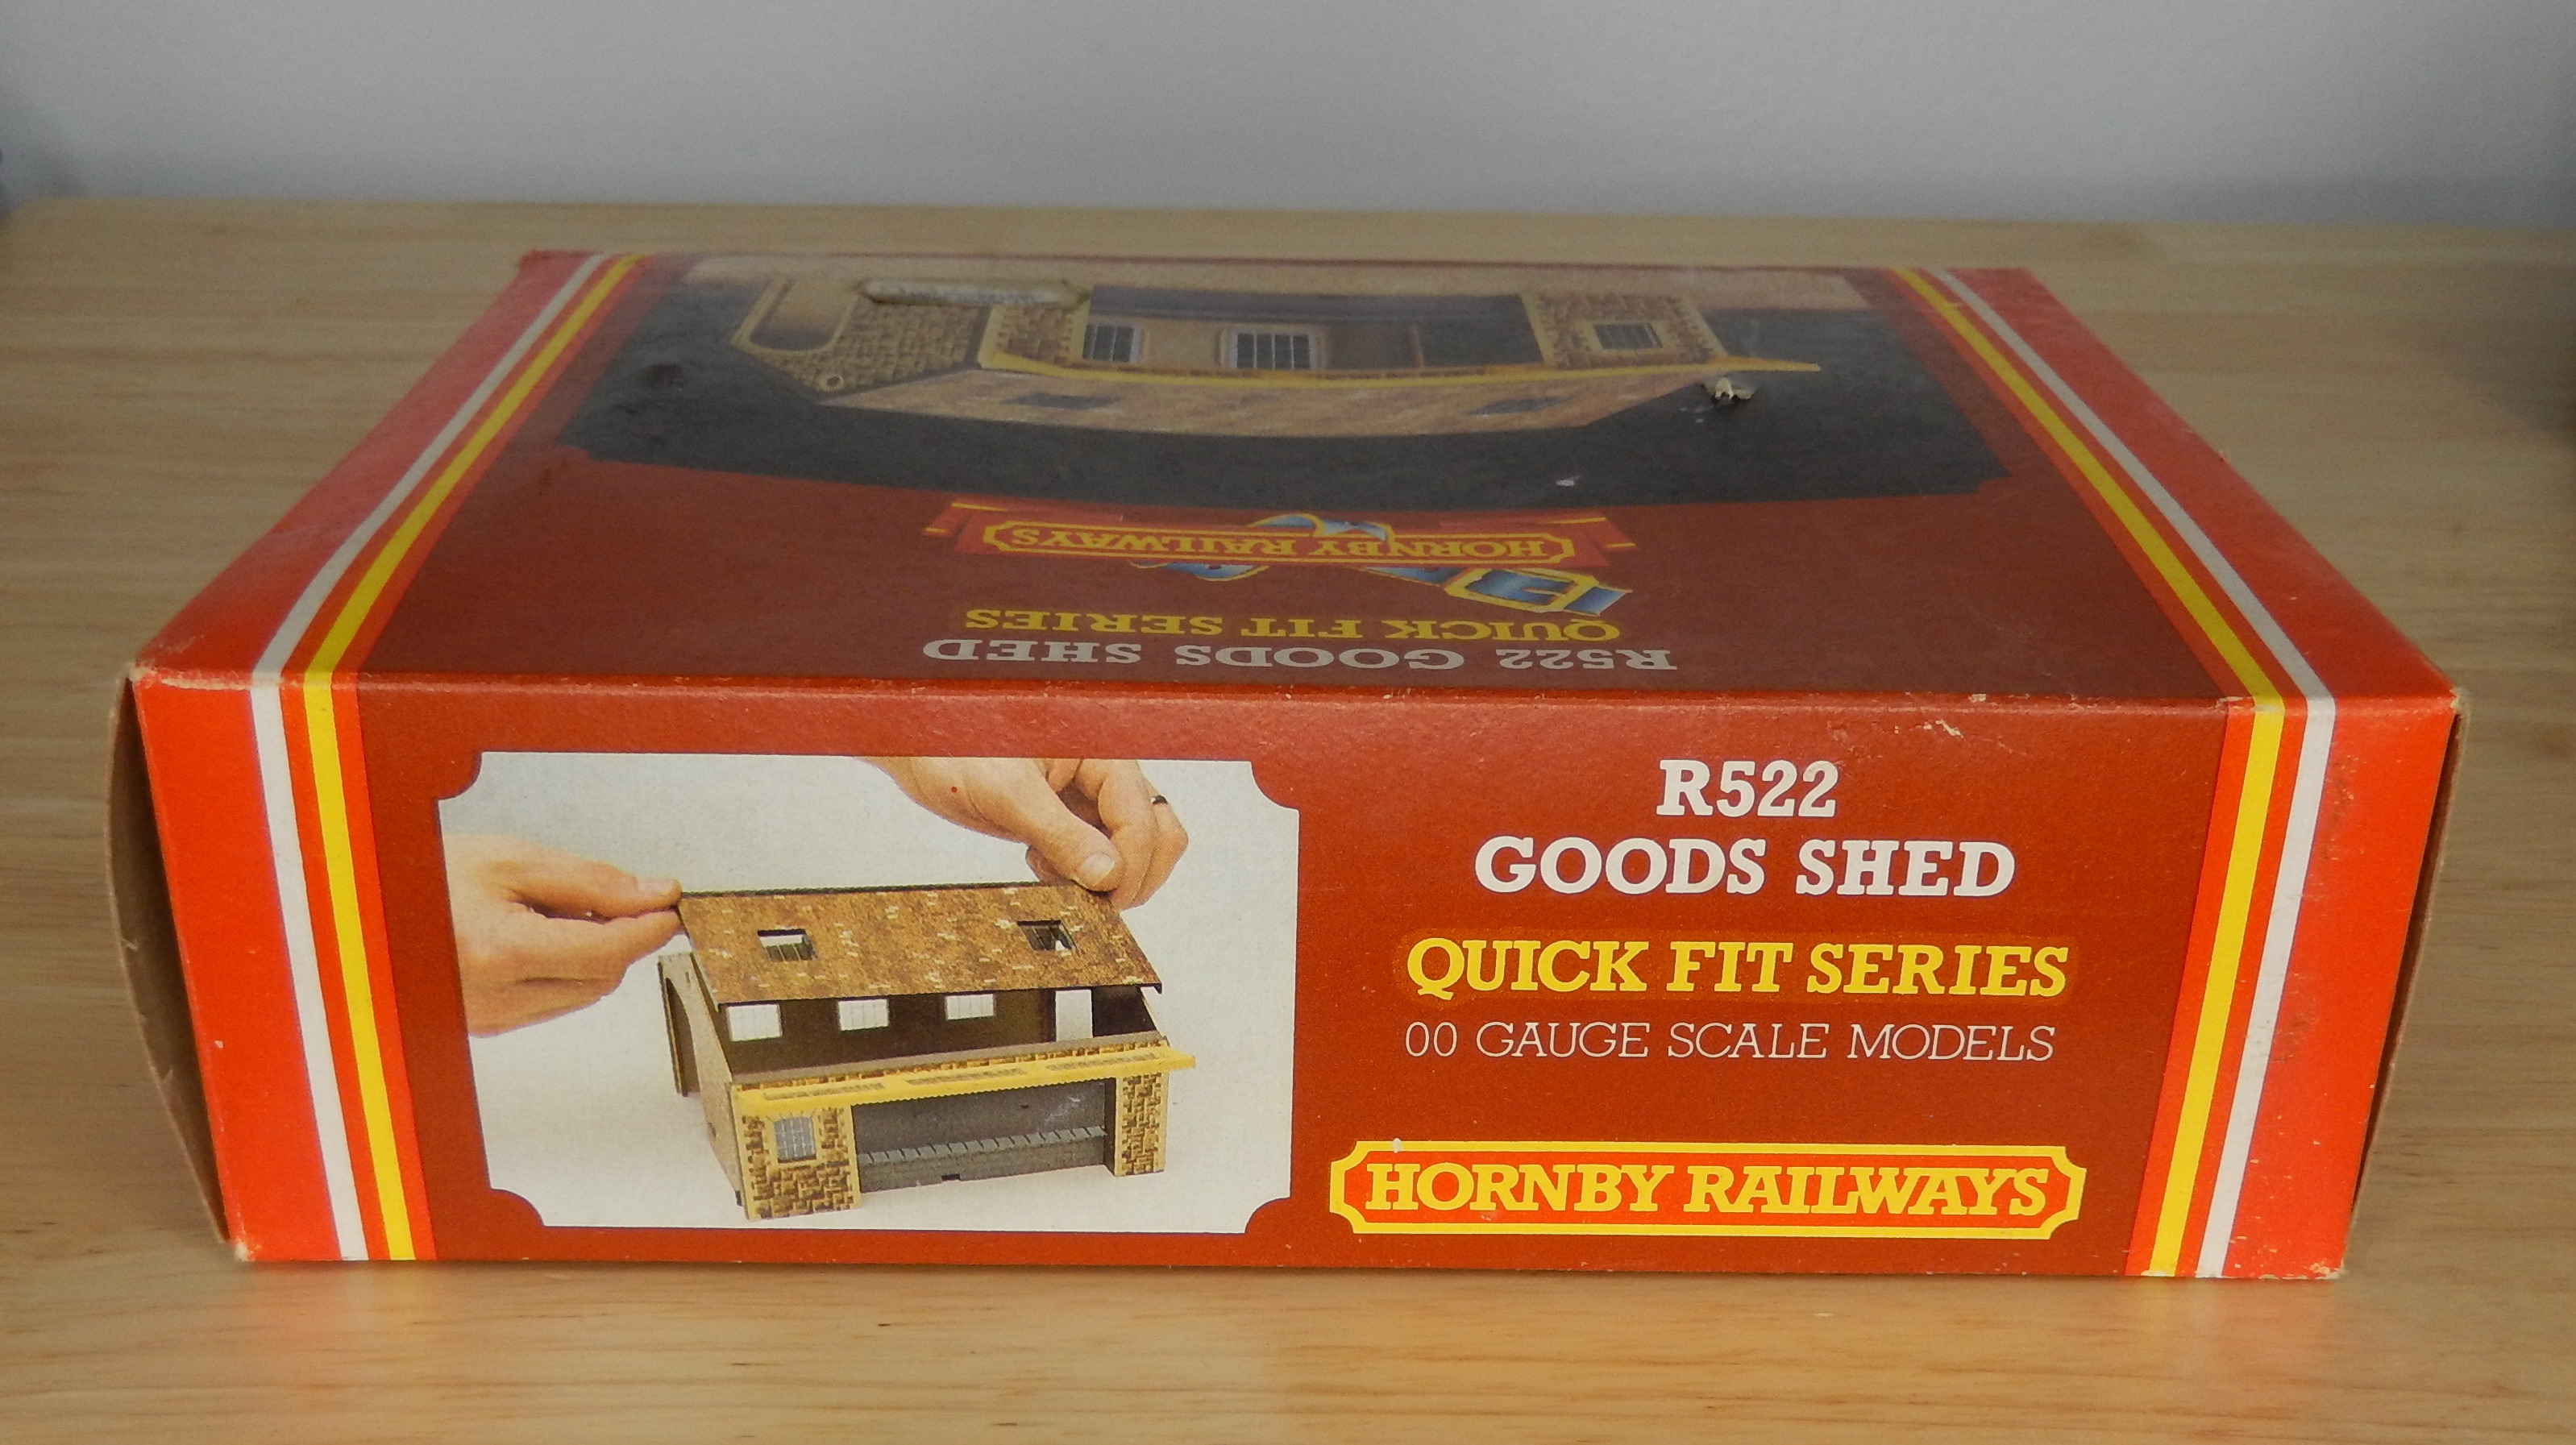 HORNBY RAILWAYS
QUICK FIT SERIES
R522 GOODS SHED
R522
GOODS SHED
QUICK FIT SERIES
00 GAUGE SCALE MODELS
HORNBY RAILWAYS